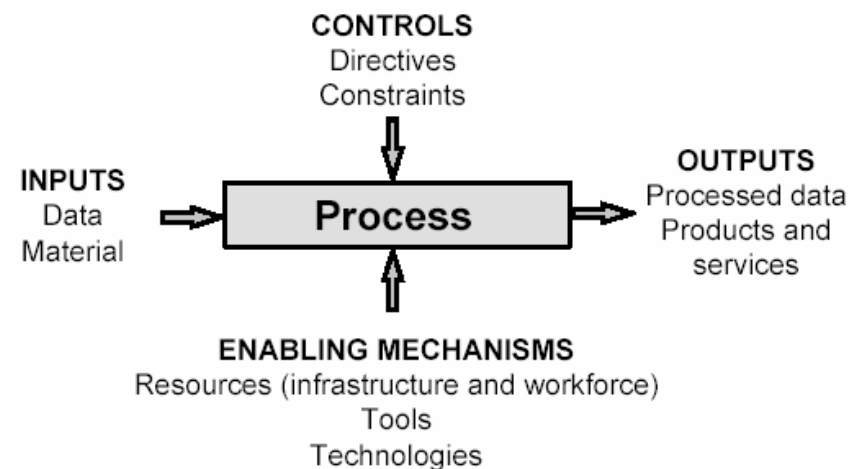 CONTROLS
Directives
Constraints
INPUTS
Data
Material
Process
OUTPUTS
Processed data
Products and
services
ENABLING MECHANISMS
Resources (infrastructure and workforce)
Tools
Technologies